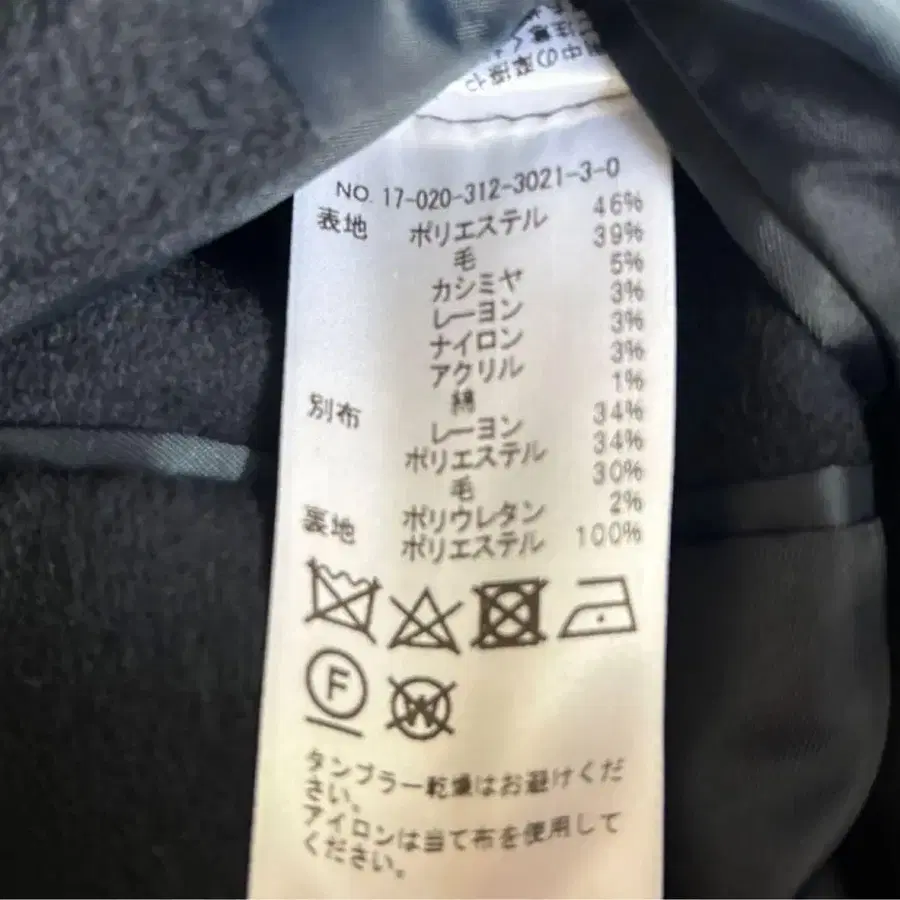 NO. 17-020-312-3021-3-0
表地 ポリエステル 46%
毛 39%
カシミヤ 5%
レーヨン 3%
ナイロン 3%
アクリル 3%
綿 1%
別布 レーヨン 34%
ポリエステル 34%
毛 30%
ポリウレタン 2%
裏地 ポリエステル 100%
F
W
タンブラー乾燥はお避けくだ
さい。
アイロンは当て布を使用して
ください。